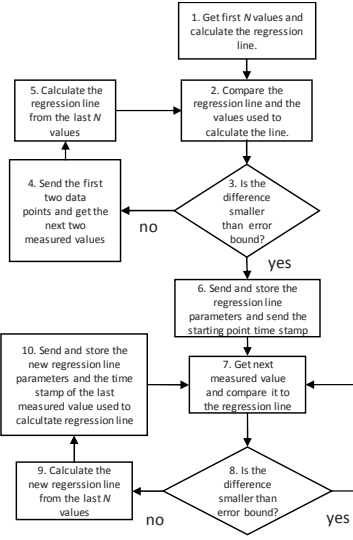 1. Get first N values and
calculate the regression
line.
5. Calculate the
regression line
from the last N
values
2. Compare the
regression line and the
values used to
calculate the line.
4. Send the first
two data
points and get the
next two
measured values
3. Is the
difference
smaller
than error
bound?
no
yes
6. Send and store the
regression line
parameters and send the
starting point time stamp
10. Send and store the
new regression line
parameters and the time
stamp of the last
measured value used to
calcultate regression line
7. Get next
measured value
and compare it to
the regression line
9. Calculate the
new regerssion line
from the last N
values
8. Is the
difference
smaller than
error bound?
no
yes